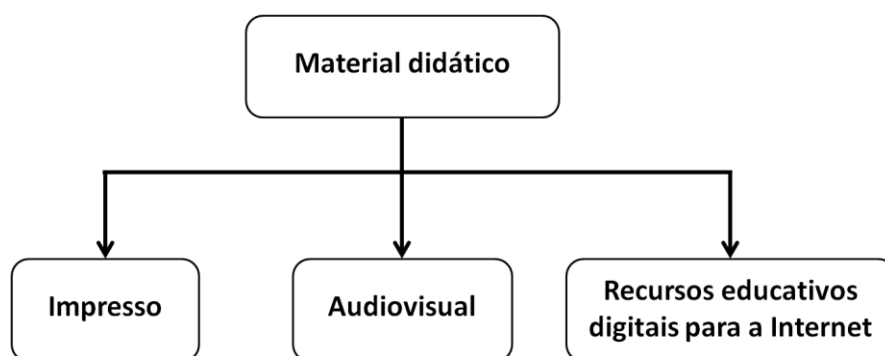 Material didático
Impresso
Audiovisual
Recursos educativos
digitais para a Internet